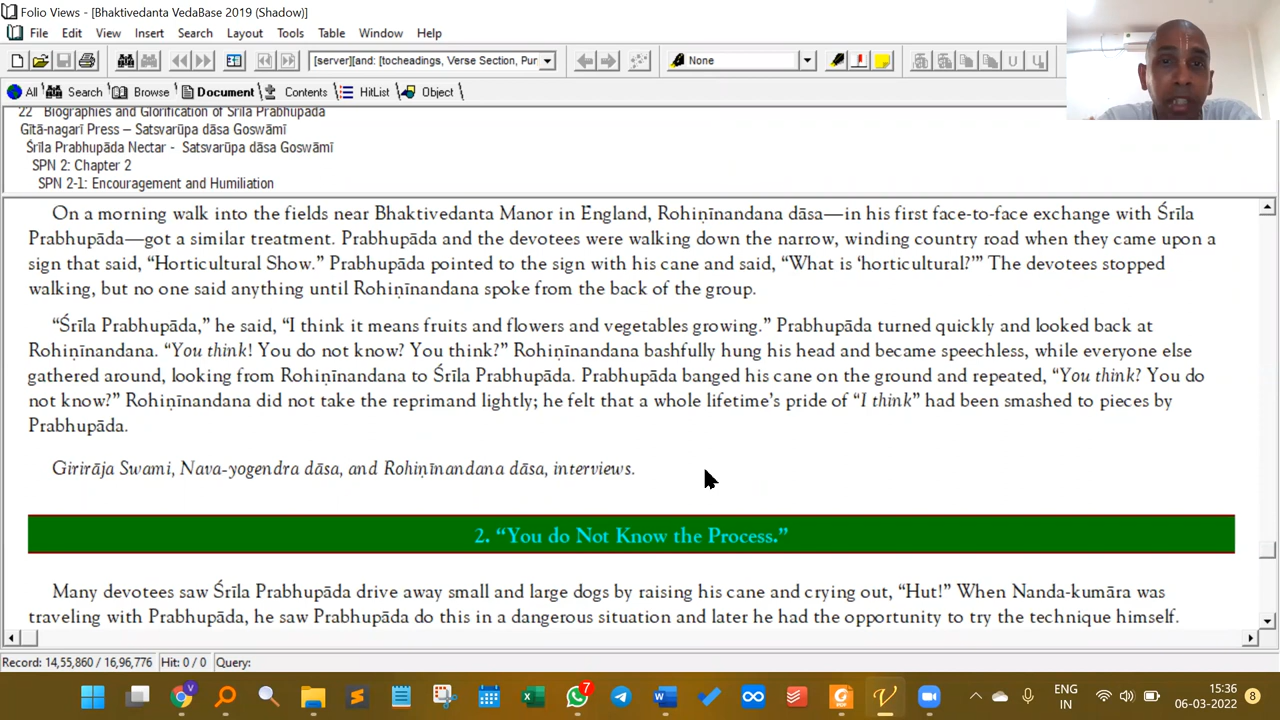 Folio Views - [Bhaktivedanta VedaBase 2019 (Shadow)]
File Edit View Insert Search Layout Tools Table Window Help
[server][and: [tocheadings, Verse Section, Pur
None
All Search Browse Document Contents HitList Object
22 Biographies and Glorification of Śrīla Prabhupāda
Gītā-nagarī Press – Satsvarūpa dāsa Goswāmī
Śrīla Prabhupāda Nectar - Satsvarūpa dāsa Goswāmī
SPN 2: Chapter 2
SPN 2-1: Encouragement and Humiliation
On a morning walk into the fields near Bhaktivedanta Manor in England, Rohiṇīnandana dāsa—in his first face-to-face exchange with Śrīla
Prabhupāda—got a similar treatment. Prabhupāda and the devotees were walking down the narrow, winding country road when they came upon a
sign that said, “Horticultural Show.” Prabhupāda pointed to the sign with his cane and said, “What is ‘horticultural?’” The devotees stopped
walking, but no one said anything until Rohiṇīnandana spoke from the back of the group.
“Śrīla Prabhupāda,” he said, “I think it means fruits and flowers and vegetables growing.” Prabhupāda turned quickly and looked back at
Rohiṇīnandana. “You think! You do not know? You think?” Rohiṇīnandana bashfully hung his head and became speechless, while everyone else
gathered around, looking from Rohiṇīnandana to Śrīla Prabhupāda. Prabhupāda banged his cane on the ground and repeated, “You think? You do
not know?” Rohiṇīnandana did not take the reprimand lightly; he felt that a whole lifetime’s pride of “I think” had been smashed to pieces by
Prabhupāda.
Girirāja Swami, Nava-yogendra dāsa, and Rohiṇīnandana dāsa, interviews.
2. “You do Not Know the Process.”
Many devotees saw Śrīla Prabhupāda drive away small and large dogs by raising his cane and crying out, “Hut!” When Nanda-kumāra was
traveling with Prabhupāda, he saw Prabhupāda do this in a dangerous situation and later he had the opportunity to try the technique himself.
Record: 14,55,860 / 16,96,776 Hit: 0 / 0 Query:
7
ENG
IN
15:36
06-03-2022
8